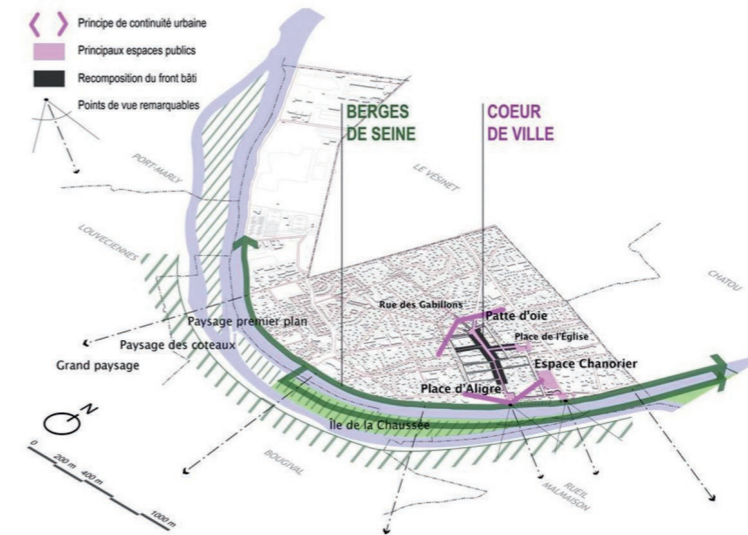 Principe de continuité urbaine
Principaux espaces publics
Recomposition du front bâti
Points de vue remarquables
BERGES
DE SEINE
COEUR
DE VILLE
PORT-MARLY
LE VÉSINET
LOUVECIENNES
CHATOU
Rue des Gabillons
Patte d'oie
Paysage premier plan
Place de l'Église
Paysage des coteaux
Espace Chanorier
Grand paysage
Place d'Aligre
N
Île de la Chaussée
0
200 m
400 m
1000 m
BOUGIVAL
RUEIL
MALMAISON